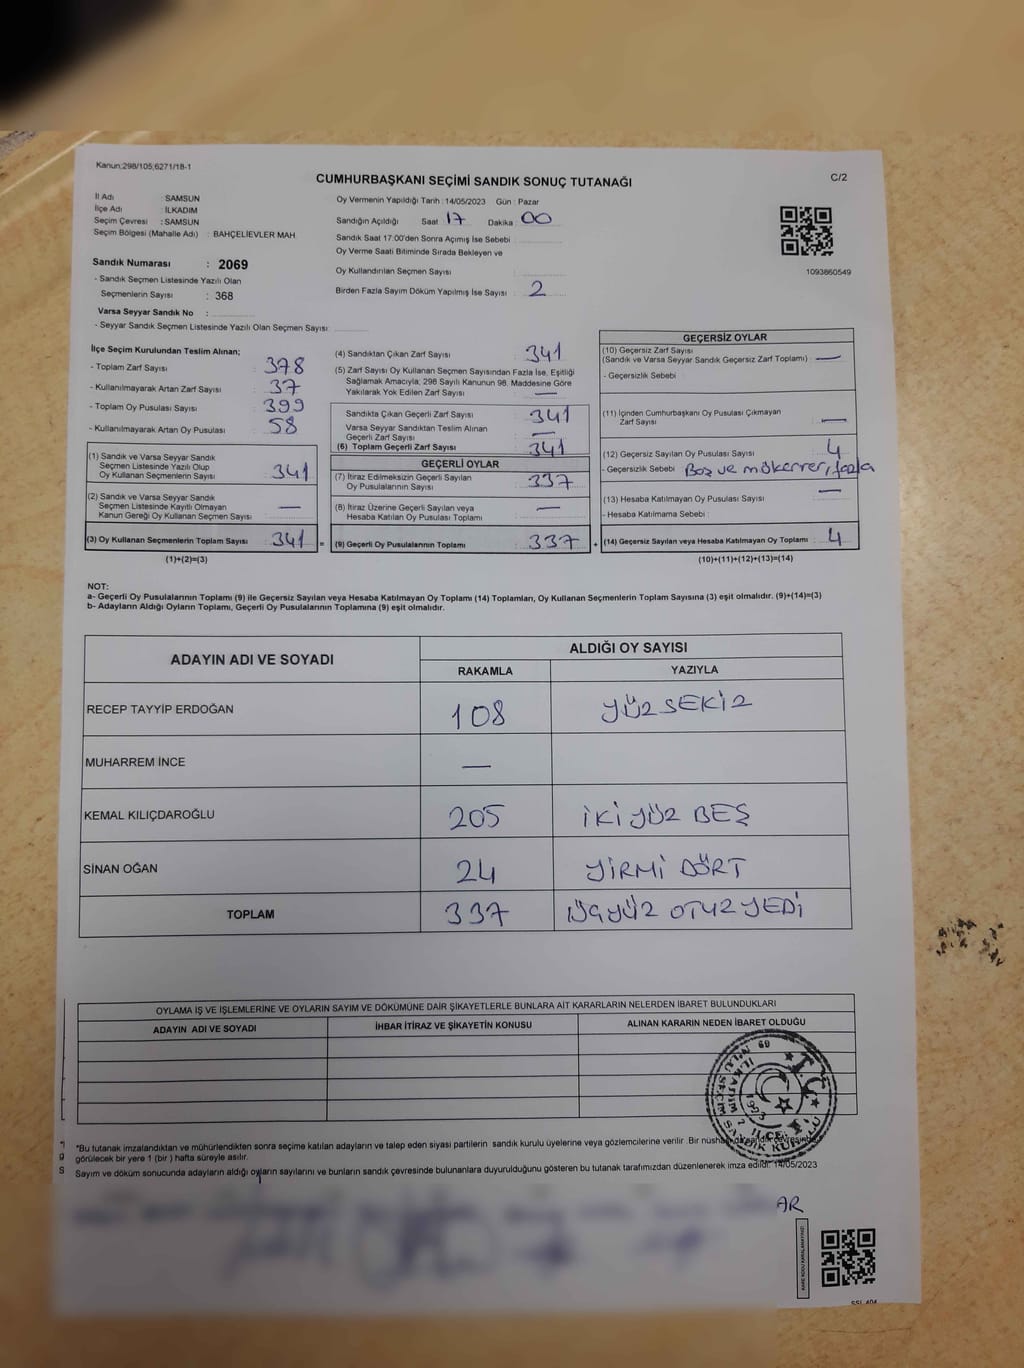 Kanun:298/105;6271/18-1
CUMHURBAŞKANI SEÇİMİ SANDIK SONUÇ TUTANAĞI
C/2
İl Adı : SAMSUN
İlçe Adı : İLKADIM
Seçim Çevresi : SAMSUN
Seçim Bölgesi (Mahalle Adı) : BAHÇELİEVLER MAH.
Sandık Numarası : 2069
- Sandık Seçmen Listesinde Yazılı Olan
Seçmenlerin Sayısı : 368
Varsa Seyyar Sandık No :
- Seyyar Sandık Seçmen Listesinde Yazılı Olan Seçmen Sayısı:
Oy Vermenin Yapıldığı Tarih : 14/05/2023 Gün : Pazar
Sandığın Açıldığı Saat 17 Dakika : 00
Sandık Saat 17:00'den Sonra Açımış İse Sebebi :
Oy Verme Saati Bitiminde Sırada Bekleyen ve
Oy Kullandırılan Seçmen Sayısı :
Birden Fazla Sayım Döküm Yapılmış İse Sayısı : 2
1093860549
İlçe Seçim Kurulundan Teslim Alınan;
- Toplam Zarf Sayısı : 378
- Kullanılmayarak Artan Zarf Sayısı : 37
- Toplam Oy Pusulası Sayısı : 399
- Kullanılmayarak Artan Oy Pusulası : 58
(1) Sandık ve Varsa Seyyar Sandık
Seçmen Listesinde Yazılı Olup
Oy Kullanan Seçmenlerin Sayısı : 341
(2) Sandık ve Varsa Seyyar Sandık
Seçmen Listesinde Kayıtlı Olmayan
Kanun Gereği Oy Kullanan Seçmen Sayısı : —
(3) Oy Kullanan Seçmenlerin Toplam Sayısı : 341 =
(1)+(2)=(3)
(4) Sandıktan Çıkan Zarf Sayısı : 341
(5) Zarf Sayısı Oy Kullanan Seçmen Sayısından Fazla İse, Eşitliği
Sağlamak Amacıyla; 298 Sayılı Kanunun 98. Maddesine Göre
Yakılarak Yok Edilen Zarf Sayısı : —
Sandıkta Çıkan Geçerli Zarf Sayısı : 341
Varsa Seyyar Sandıktan Teslim Alınan
Geçerli Zarf Sayısı : —
(6) Toplam Geçerli Zarf Sayısı : 341
GEÇERLİ OYLAR
(7) İtiraz Edilmeksizin Geçerli Sayılan
Oy Pusulalarının Sayısı : 337
(8) İtiraz Üzerine Geçerli Sayılan veya
Hesaba Katılan Oy Pusulası Toplamı : —
(9) Geçerli Oy Pusulalarının Toplamı : 337 +
GEÇERSİZ OYLAR
(10) Geçersiz Zarf Sayısı
(Sandık ve Varsa Seyyar Sandık Geçersiz Zarf Toplamı) : —
- Geçersizlik Sebebi :
(11) İçinden Cumhurbaşkanı Oy Pusulası Çıkmayan
Zarf Sayısı : —
(12) Geçersiz Sayılan Oy Pusulası Sayısı : 4
- Geçersizlik Sebebi : Boş ve mökerrer, fazla
(13) Hesaba Katılmayan Oy Pusulası Sayısı : —
- Hesaba Katılmama Sebebi :
(14) Geçersiz Sayılan veya Hesaba Katılmayan Oy Toplamı : 4
(10)+(11)+(12)+(13)=(14)
NOT:
a- Geçerli Oy Pusulalarının Toplamı (9) ile Geçersiz Sayılan veya Hesaba Katılmayan Oy Toplamı (14) Toplamları, Oy Kullanan Seçmenlerin Toplam Sayısına (3) eşit olmalıdır. (9)+(14)=(3)
b- Adayların Aldığı Oyların Toplamı, Geçerli Oy Pusulalarının Toplamına (9) eşit olmalıdır.
ADAYIN ADI VE SOYADI
ALDIĞI OY SAYISI
RAKAMLA YAZIYLA
RECEP TAYYİP ERDOĞAN 108 YÜZSEKİZ
MUHARREM İNCE —
KEMAL KILIÇDAROĞLU 205 İKİ YÜZ BEŞ
SİNAN OĞAN 24 YİRMİ DÖRT
TOPLAM 337 ÜÇYÜZ OTUZ YEDİ
OYLAMA İŞ VE İŞLEMLERİNE VE OYLARIN SAYIM VE DÖKÜMÜNE DAİR ŞİKAYETLERLE BUNLARA AİT KARARLARIN NELERDEN İBARET BULUNDUKLARI
ADAYIN ADI VE SOYADI İHBAR İTİRAZ VE ŞİKAYETİN KONUSU ALINAN KARARIN NEDEN İBARET OLDUĞU
T.C.
*Bu tutanak imzalandıktan ve mühürlendikten sonra seçime katılan adayların ve talep eden siyasi partilerin sandık kurulu üyelerine veya gözlemcilerine verilir .Bir nüshası da sandık çevresinde
görülecek bir yere 1 (bir ) hafta süreyle asılır.
Sayım ve döküm sonucunda adayların aldığı oyların sayılarını ve bunların sandık çevresinde bulunanlara duyurulduğunu gösteren bu tutanak tarafımızdan düzenlenerek imza edildi. 14/05/2023
AR